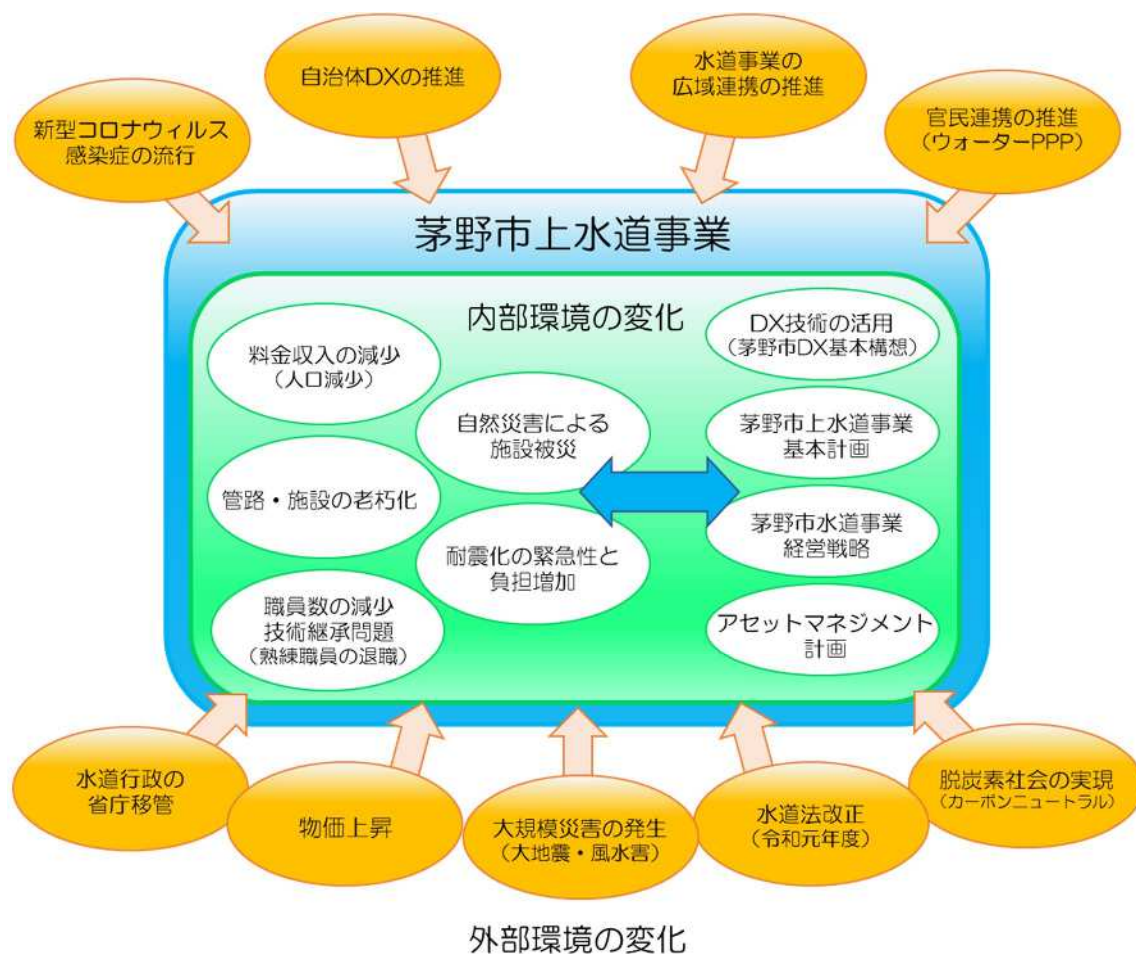 自治体DXの推進
水道事業の
広域連携の推進
新型コロナウィルス
感染症の流行
官民連携の推進
(ウォーターPPP)
茅野市上水道事業
内部環境の変化
料金収入の減少
(人口減少)
管路・施設の老朽化
職員数の減少
技術継承問題
(熟練職員の退職)
自然災害による
施設被災
耐震化の緊急性と
負担増加
DX技術の活用
(茅野市DX基本構想)
茅野市上水道事業
基本計画
茅野市水道事業
経営戦略
アセットマネジメント
計画
水道行政の
省庁移管
物価上昇
大規模災害の発生
(大地震・風水害)
水道法改正
(令和元年度)
脱炭素社会の実現
(カーボンニュートラル)
外部環境の変化